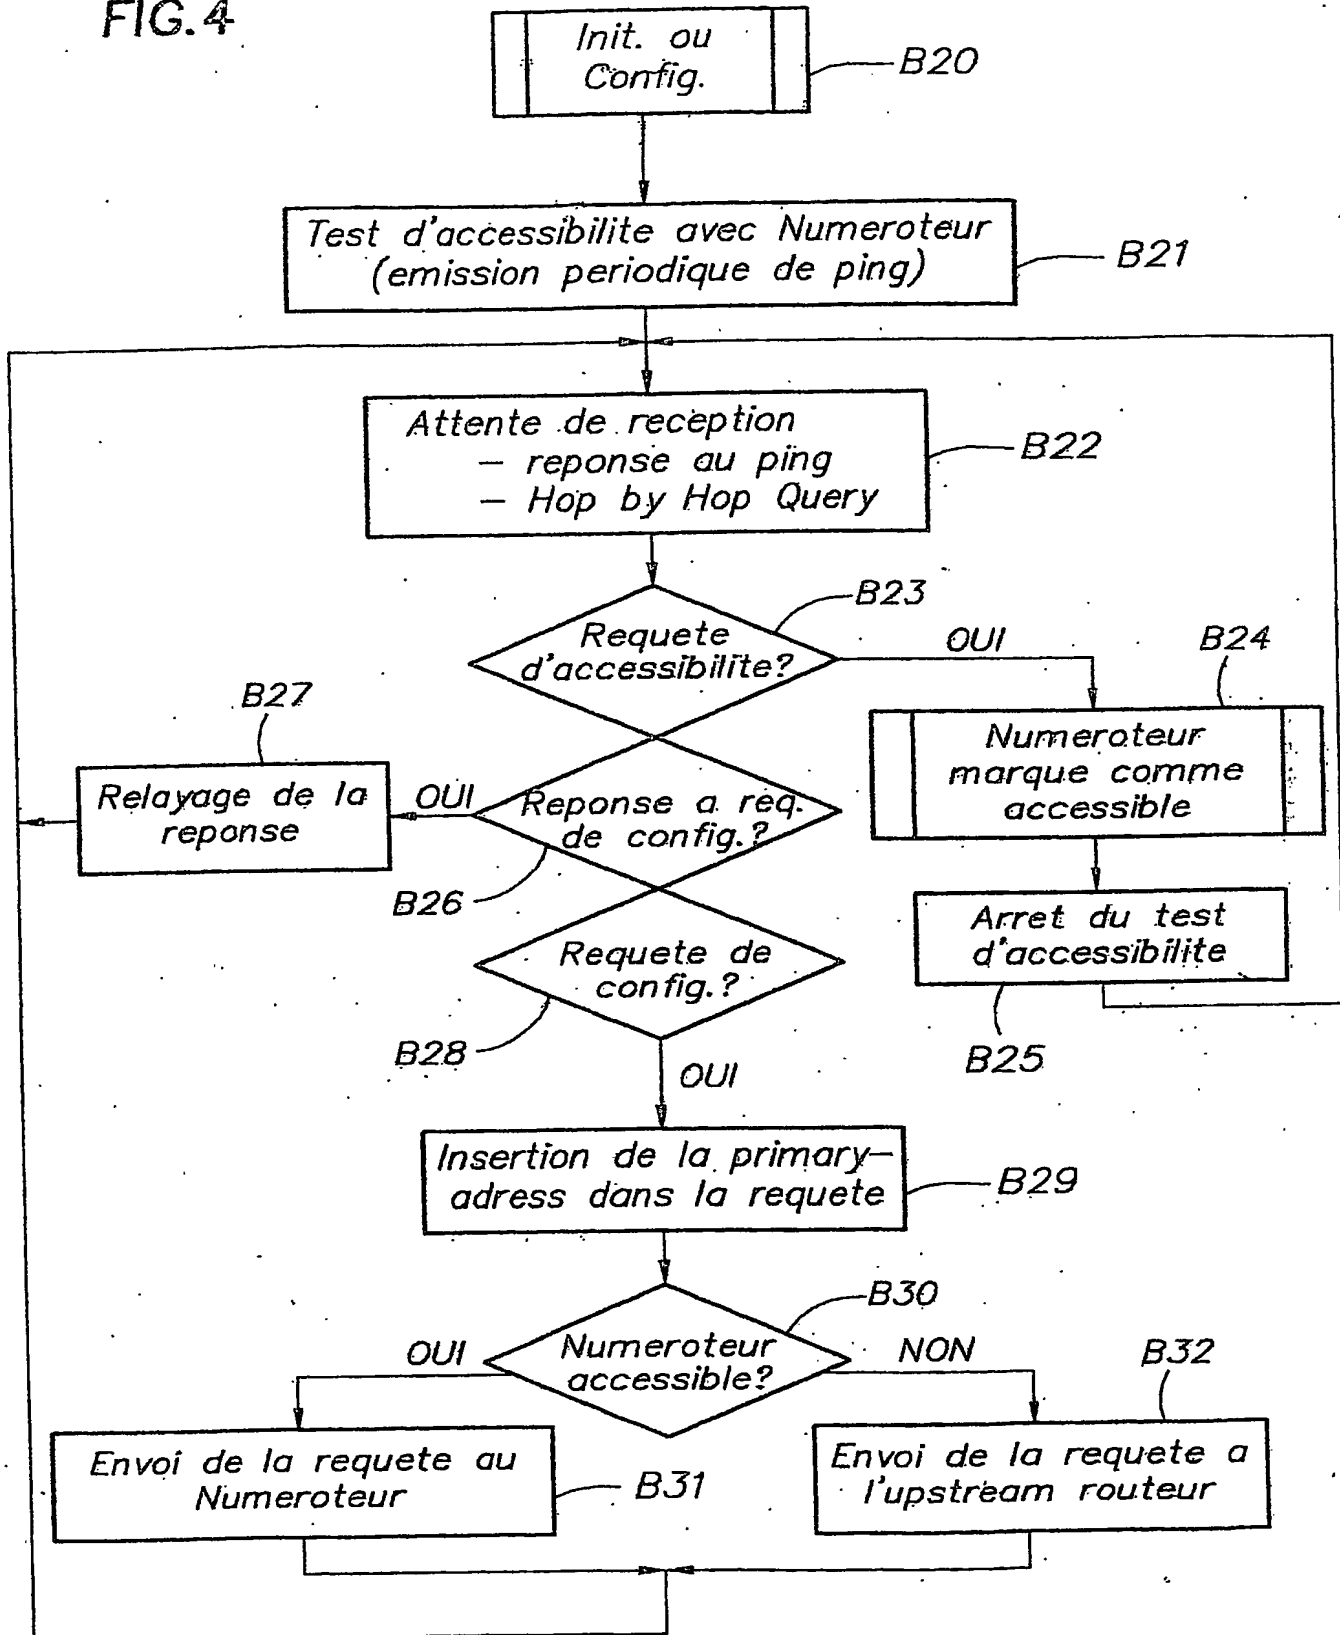 FIG.4
Init. ou
Config.
B20
Test d'accessibilite avec Numeroteur
(emission periodique de ping)
B21
Attente de reception
- reponse au ping
- Hop by Hop Query
B22
B23
Requete
d'accessibilite?
OUI
B24
Numeroteur
marque comme
accessible
B27
Relayage de la
reponse
OUI
Reponse a req.
de config.?
B26
Arret du test
d'accessibilite
B25
Requete de
config.?
B28
OUI
Insertion de la primary-
adress dans la requete
B29
B30
Numeroteur
accessible?
OUI
NON
B32
Envoi de la requete au
Numeroteur
B31
Envoi de la requete a
l'upstream routeur